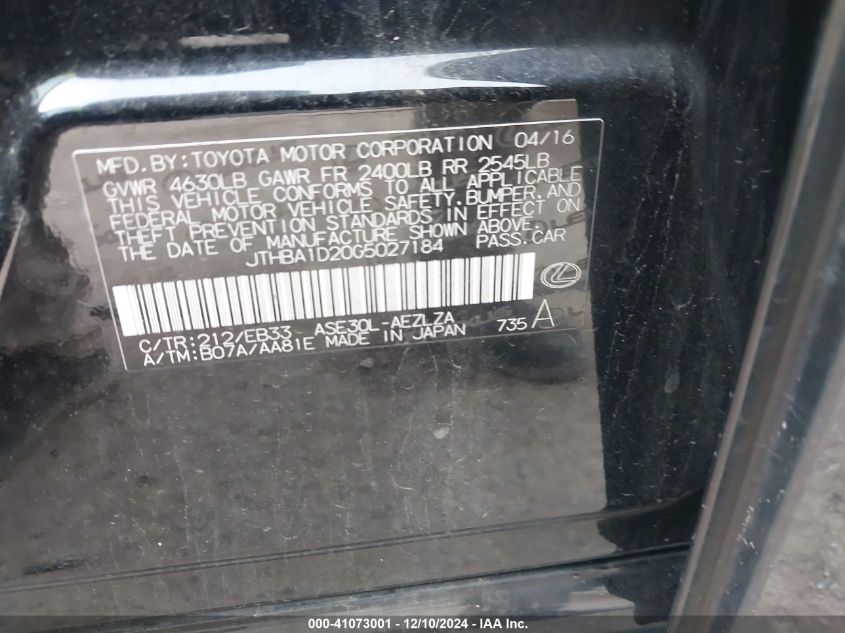 MFD. BY: TOYOTA MOTOR CORPORATION 04/16
GVWR 4630LB GAWR FR 2400LB RR 2545LB
THIS VEHICLE CONFORMS TO ALL APPLICABLE
FEDERAL MOTOR VEHICLE SAFETY, BUMPER, AND
THEFT PREVENTION STANDARDS IN EFFECT ON
THE DATE OF MANUFACTURE SHOWN ABOVE.
JTHBA1D20G5027184 PASS. CAR
C/TR: 212/EB33 ASE30L-AEZLZA
A/TM: B07A/AA81E MADE IN JAPAN 735 A
000-41073001 - 12/10/2024 - IAA Inc.